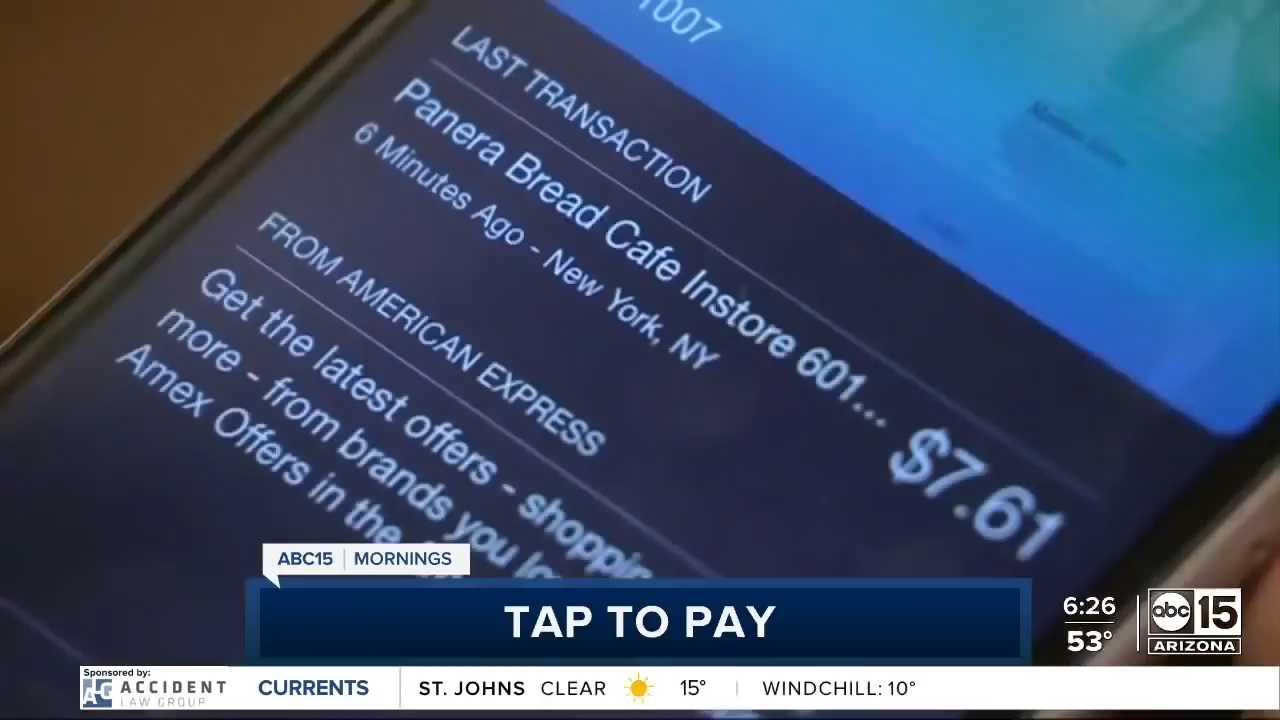 1007
LAST TRANSACTION
Panera Bread Cafe Instore 601... $7.61
6 Minutes Ago - New York, NY
FROM AMERICAN EXPRESS
Get the latest offers - shopping
more - from brands you lo
Amex Offers in the
ABC15 | MORNINGS
TAP TO PAY
6:26
53°
abc 15
ARIZONA
Sponsored by:
AG ACCIDENT
LAW GROUP
CURRENTS
ST. JOHNS CLEAR 15° WINDCHILL: 10°